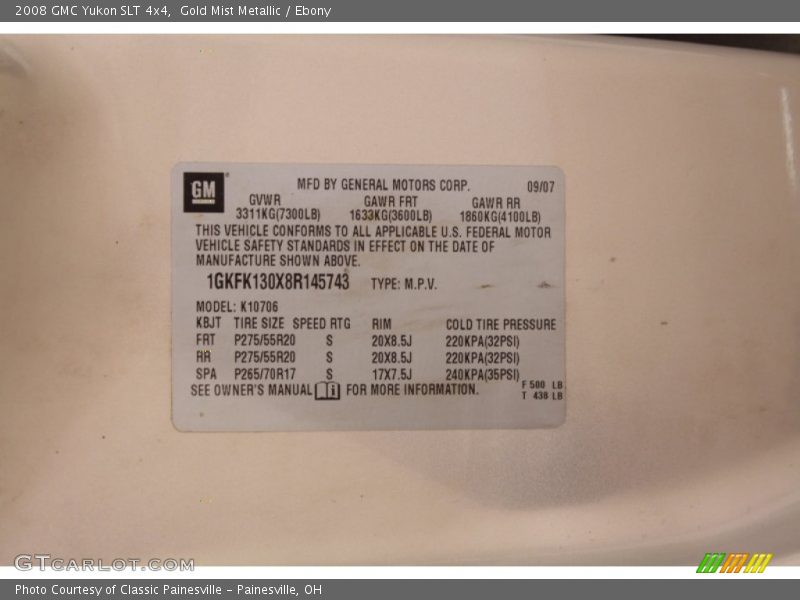 2008 GMC Yukon SLT 4x4,  Gold Mist Metallic / Ebony
GM
MFD BY GENERAL MOTORS CORP. 09/07
GVWR GAWR FRT GAWR RR
3311KG(7300LB) 1633KG(3600LB) 1860KG(4100LB)
THIS VEHICLE CONFORMS TO ALL APPLICABLE U.S. FEDERAL MOTOR
VEHICLE SAFETY STANDARDS IN EFFECT ON THE DATE OF
MANUFACTURE SHOWN ABOVE.
1GKFK130X8R145743 TYPE: M.P.V.
MODEL: K10706
KBJT TIRE SIZE SPEED RTG RIM COLD TIRE PRESSURE
FRT P275/55R20 S 20X8.5J 220KPA(32PSI)
RR P275/55R20 S 20X8.5J 220KPA(32PSI)
SPA P265/70R17 S 17X7.5J 240KPA(35PSI)
SEE OWNER'S MANUAL FOR MORE INFORMATION.
F 500 LB
T 438 LB
GTCARLOT.COM
Photo Courtesy of Classic Painesville – Painesville, OH